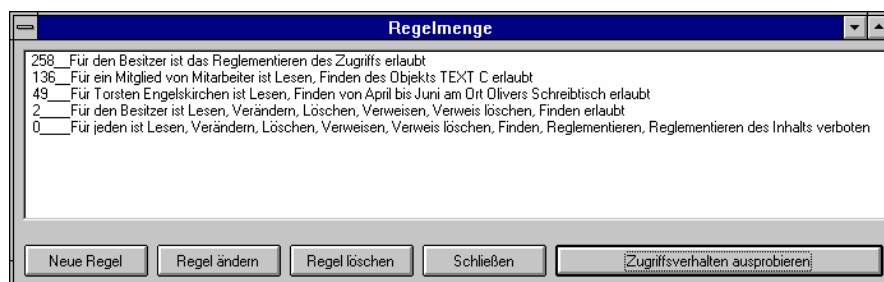 Regelmenge
258__Für den Besitzer ist das Reglementieren des Zugriffs erlaubt
136__Für ein Mitglied von Mitarbeiter ist Lesen, Finden des Objekts TEXT C erlaubt
49___Für Torsten Engelskirchen ist Lesen, Finden von April bis Juni am Ort Olivers Schreibtisch erlaubt
2____Für den Besitzer ist Lesen, Verändern, Löschen, Verweisen, Verweis löschen, Finden erlaubt
0____Für jeden ist Lesen, Verändern, Löschen, Verweisen, Verweis löschen, Finden, Reglementieren, Reglementieren des Inhalts verboten
Neue Regel Regel ändern Regel löschen Schließen Zugriffsverhalten ausprobieren